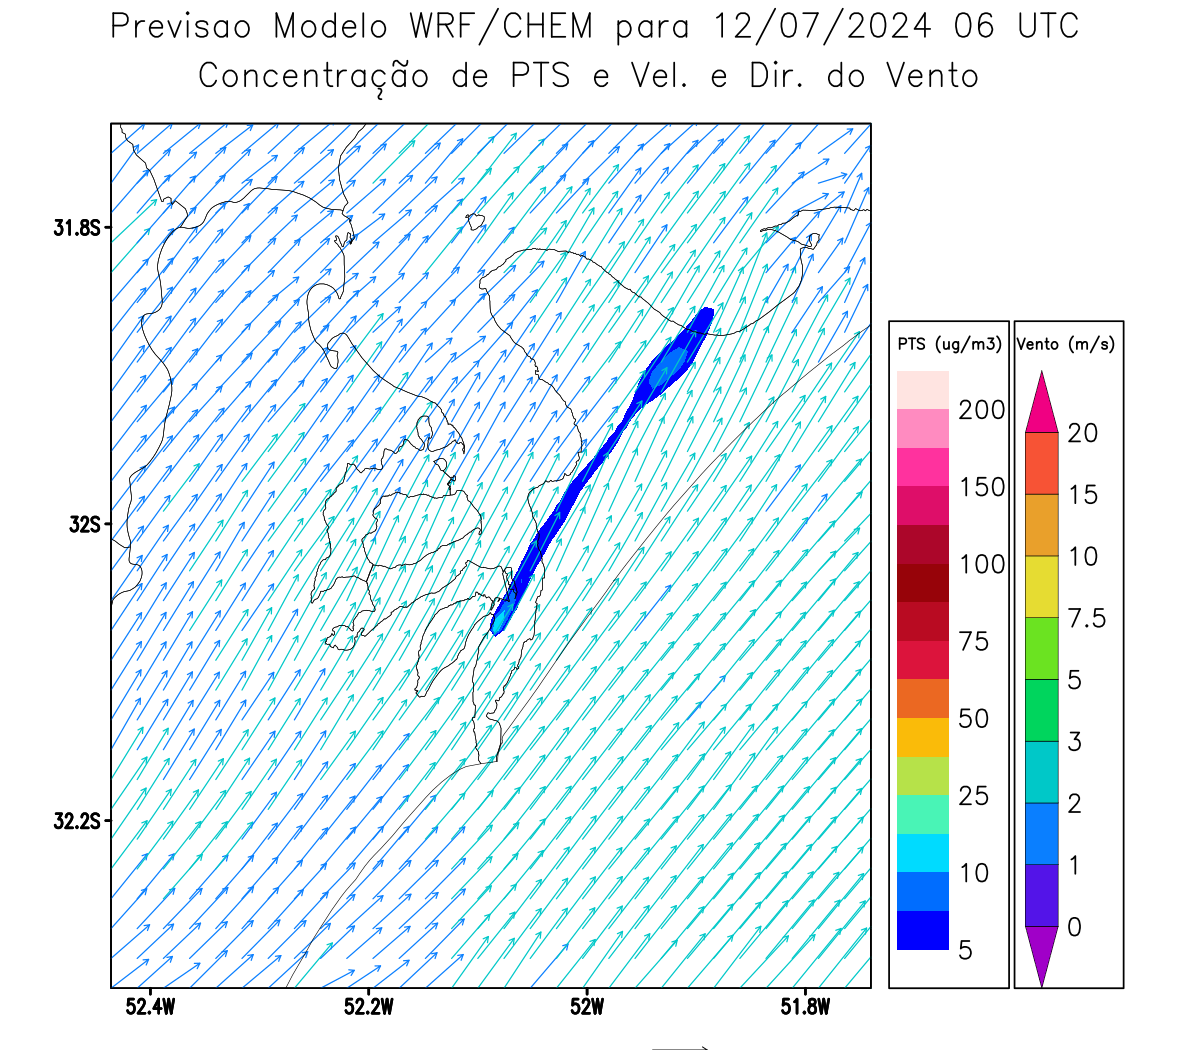 Previsao Modelo WRF/CHEM para 12/07/2024 06 UTC
Concentração de PTS e Vel. e Dir. do Vento
31.8S
32S
32.2S
52.4W
52.2W
52W
51.8W
PTS (ug/m3)
200
150
100
75
50
25
10
5
Vento (m/s)
20
15
10
7.5
5
3
2
1
0